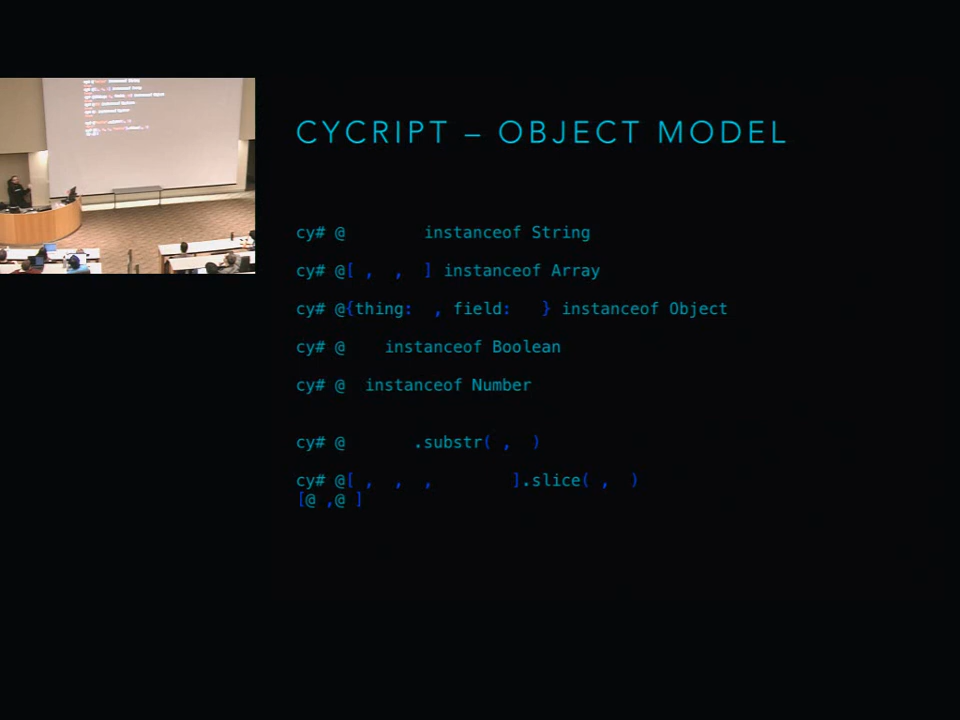 CYCRIPT – OBJECT MODEL
cy# @ instanceof String
cy# @[ , , ] instanceof Array
cy# @{thing: , field: } instanceof Object
cy# @ instanceof Boolean
cy# @ instanceof Number
cy# @ .substr( , )
cy# @[ , , , ].slice( , )
[@ ,@ ]